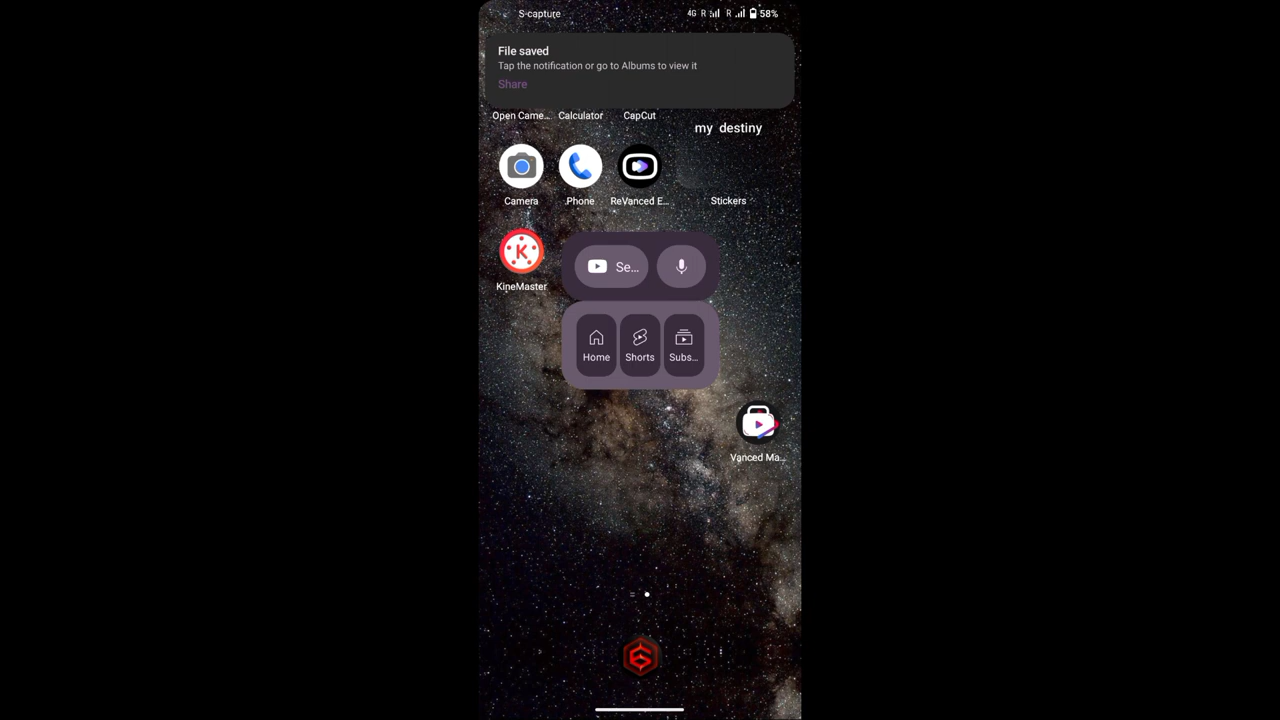 S-capture
4G R R 58%
File saved
Tap the notification or go to Albums to view it
Share
Open Came... Calculator CapCut
my destiny
Camera Phone ReVanced E... Stickers
KineMaster
Se...
Home Shorts Subs...
Vanced Ma...